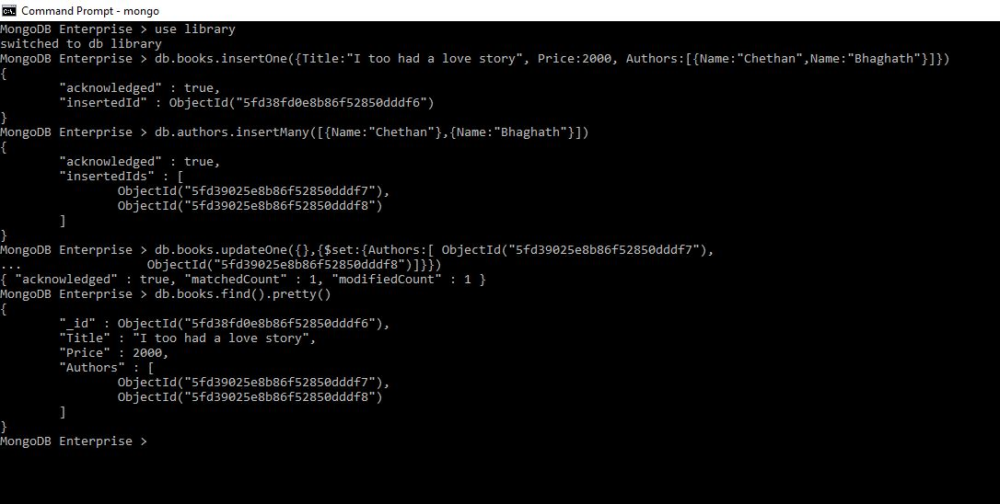 Command Prompt - mongo
MongoDB Enterprise > use library
switched to db library
MongoDB Enterprise > db.books.insertOne({Title:"I too had a love story", Price:2000, Authors:[{Name:"Chethan",Name:"Bhaghath"}]})
{
        "acknowledged" : true,
        "insertedId" : ObjectId("5fd38fd0e8b86f52850dddf6")
}
MongoDB Enterprise > db.authors.insertMany([{Name:"Chethan"},{Name:"Bhaghath"}])
{
        "acknowledged" : true,
        "insertedIds" : [
                ObjectId("5fd39025e8b86f52850dddf7"),
                ObjectId("5fd39025e8b86f52850dddf8")
        ]
}
MongoDB Enterprise > db.books.updateOne({},{$set:{Authors:[ ObjectId("5fd39025e8b86f52850dddf7"),
...                 ObjectId("5fd39025e8b86f52850dddf8")]}})
{ "acknowledged" : true, "matchedCount" : 1, "modifiedCount" : 1 }
MongoDB Enterprise > db.books.find().pretty()
{
        "_id" : ObjectId("5fd38fd0e8b86f52850dddf6"),
        "Title" : "I too had a love story",
        "Price" : 2000,
        "Authors" : [
                ObjectId("5fd39025e8b86f52850dddf7"),
                ObjectId("5fd39025e8b86f52850dddf8")
        ]
}
MongoDB Enterprise >